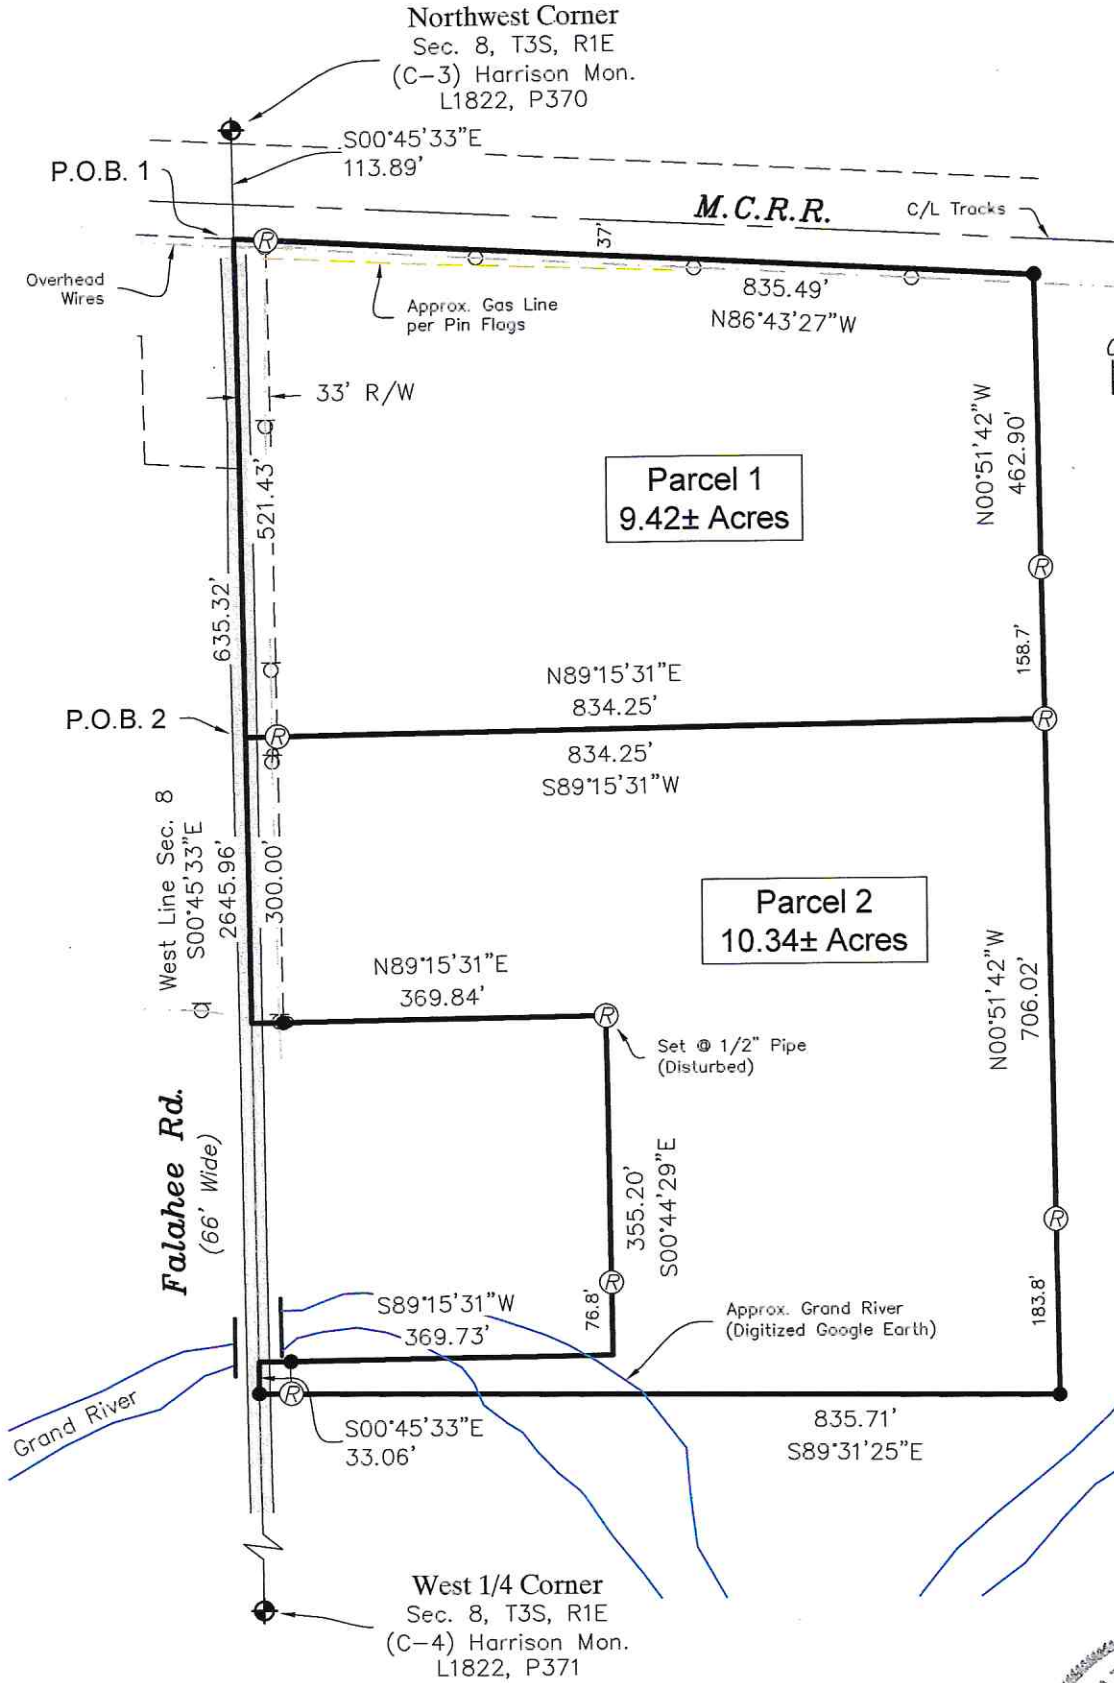 Northwest Corner
Sec. 8, T3S, R1E
(C-3) Harrison Mon.
L1822, P370
S00°45'33"E
113.89'
P.O.B. 1
M.C.R.R.
C/L Tracks
R
37'
Overhead
Wires
Approx. Gas Line
per Pin Flags
835.49'
N86°43'27"W
33' R/W
N00°51'42"W
462.90'
521.43'
Parcel 1
9.42± Acres
R
635.32'
158.7'
N89°15'31"E
834.25'
P.O.B. 2
R
R
834.25'
S89°15'31"W
West Line Sec. 8
S00°45'33"E
2645.96'
300.00'
Parcel 2
10.34± Acres
N89°15'31"E
369.84'
N00°51'42"W
706.02'
R
Set @ 1/2" Pipe
(Disturbed)
Falahee Rd.
(66' Wide)
355.20'
S00°44'29"E
R
R
76.8'
183.8'
S89°15'31"W
369.73'
Approx. Grand River
(Digitized Google Earth)
Grand River
R
S00°45'33"E
33.06'
835.71'
S89°31'25"E
West 1/4 Corner
Sec. 8, T3S, R1E
(C-4) Harrison Mon.
L1822, P371